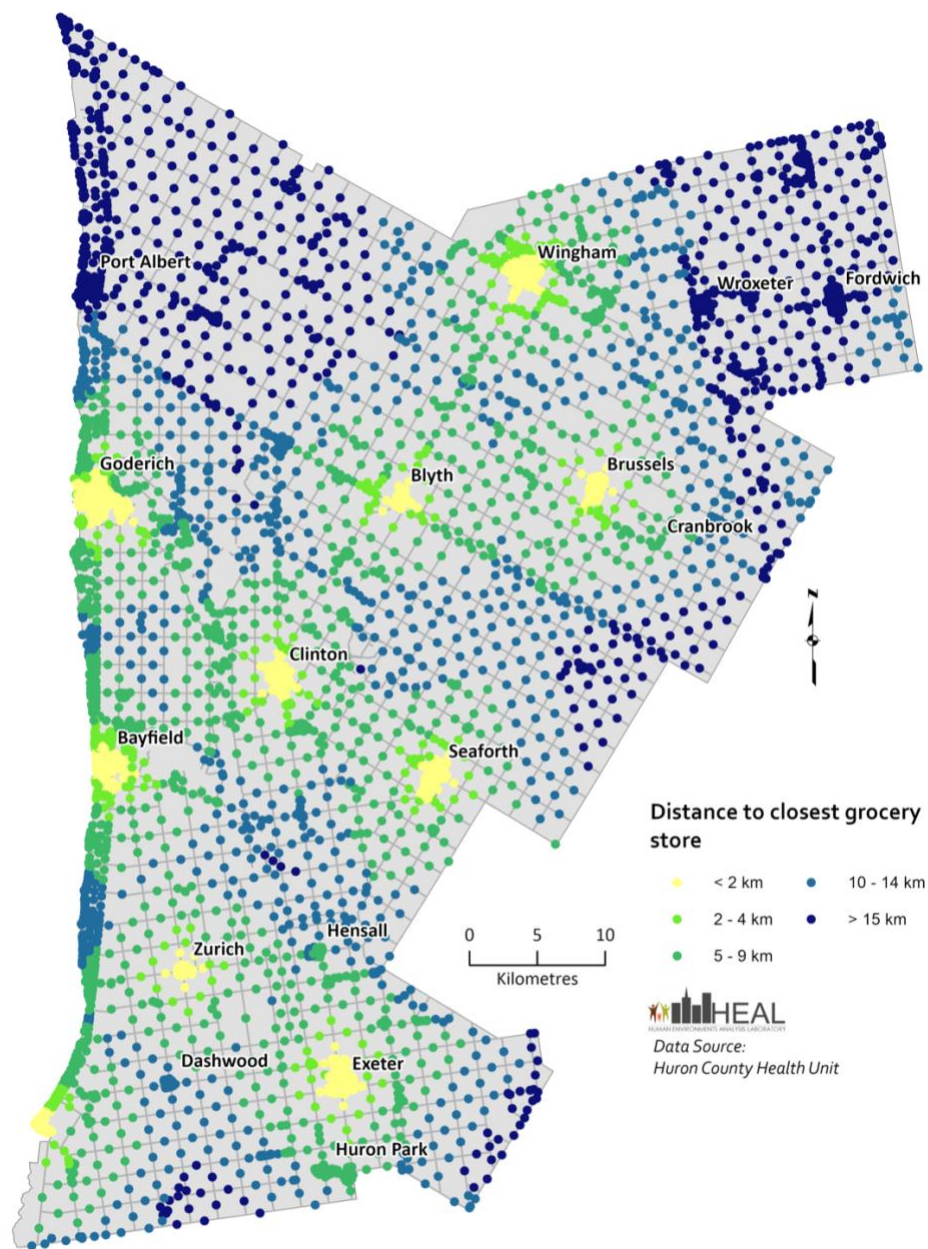 Port Albert
Wingham
Wroxeter
Fordwich
Goderich
Blyth
Brussels
Cranbrook
N
Clinton
Bayfield
Seaforth
Distance to closest grocery
store
< 2 km
10 - 14 km
2 - 4 km
> 15 km
5 - 9 km
Hensall
0 5 10
Kilometres
Zurich
HEAL
HUMAN ENVIRONMENTS ANALYSIS LABORATORY
Data Source:
Huron County Health Unit
Dashwood
Exeter
Huron Park